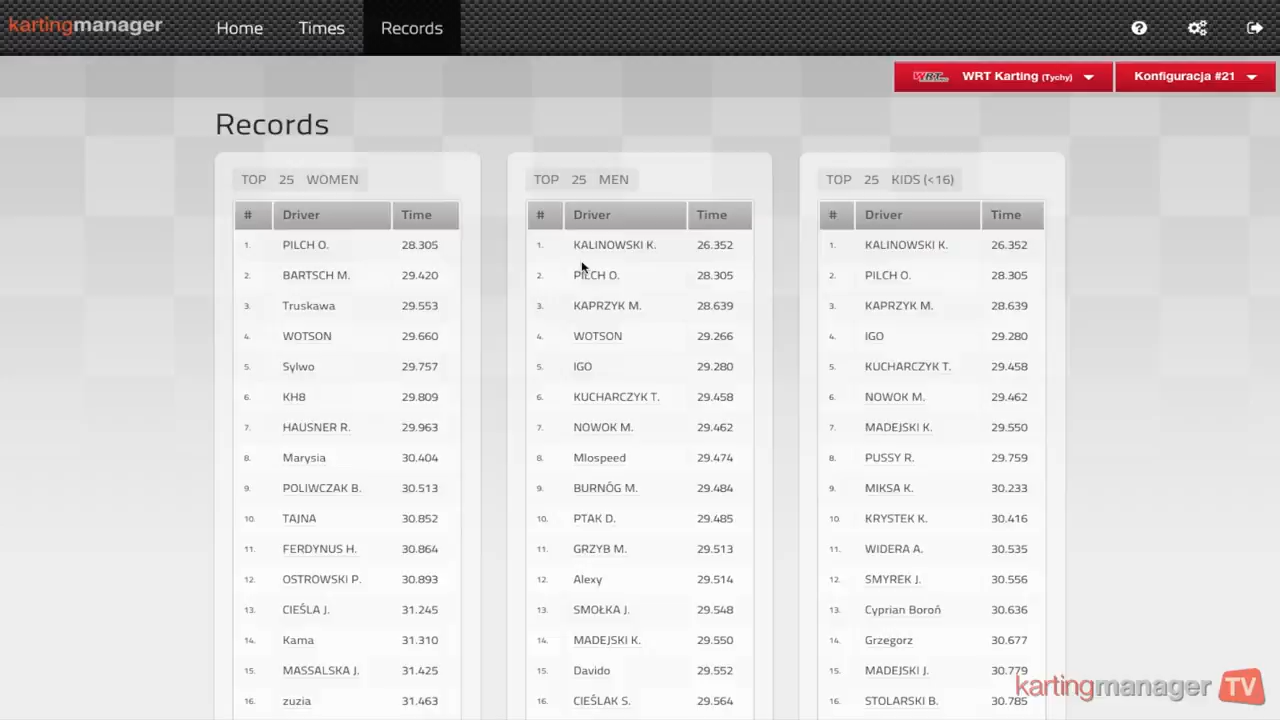 kartingmanager Home Times Records
WRT WRT Karting (Tychy) Konfiguracja #21
Records
TOP 25 WOMEN
# Driver Time
1. PILCH O. 28.305
2. BARTSCH M. 29.420
3. Truskawa 29.553
4. WOTSON 29.660
5. Sylwo 29.757
6. KH8 29.809
7. HAUSNER R. 29.963
8. Marysia 30.404
9. POLIWCZAK B. 30.513
10. TAJNA 30.852
11. FERDYNUS H. 30.864
12. OSTROWSKI P. 30.893
13. CIEŚLA J. 31.245
14. Kama 31.310
15. MASSALSKA J. 31.425
16. zuzia 31.463
TOP 25 MEN
# Driver Time
1. KALINOWSKI K. 26.352
2. PILCH O. 28.305
3. KAPRZYK M. 28.639
4. WOTSON 29.266
5. IGO 29.280
6. KUCHARCZYK T. 29.458
7. NOWOK M. 29.462
8. Mlospeed 29.474
9. BURNÓG M. 29.484
10. PTAK D. 29.485
11. GRZYB M. 29.513
12. Alexy 29.514
13. SMOŁKA J. 29.548
14. MADEJSKI K. 29.550
15. Davido 29.552
16. CIEŚLAK S. 29.564
TOP 25 KIDS (<16)
# Driver Time
1. KALINOWSKI K. 26.352
2. PILCH O. 28.305
3. KAPRZYK M. 28.639
4. IGO 29.280
5. KUCHARCZYK T. 29.458
6. NOWOK M. 29.462
7. MADEJSKI K. 29.550
8. PUSSY R. 29.759
9. MIKSA K. 30.233
10. KRYSTEK K. 30.416
11. WIDERA A. 30.535
12. SMYREK J. 30.556
13. Cyprian Boroń 30.636
14. Grzegorz 30.677
15. MADEJSKI J. 30.779
16. STOLARSKI B. 30.785
kartingmanager TV